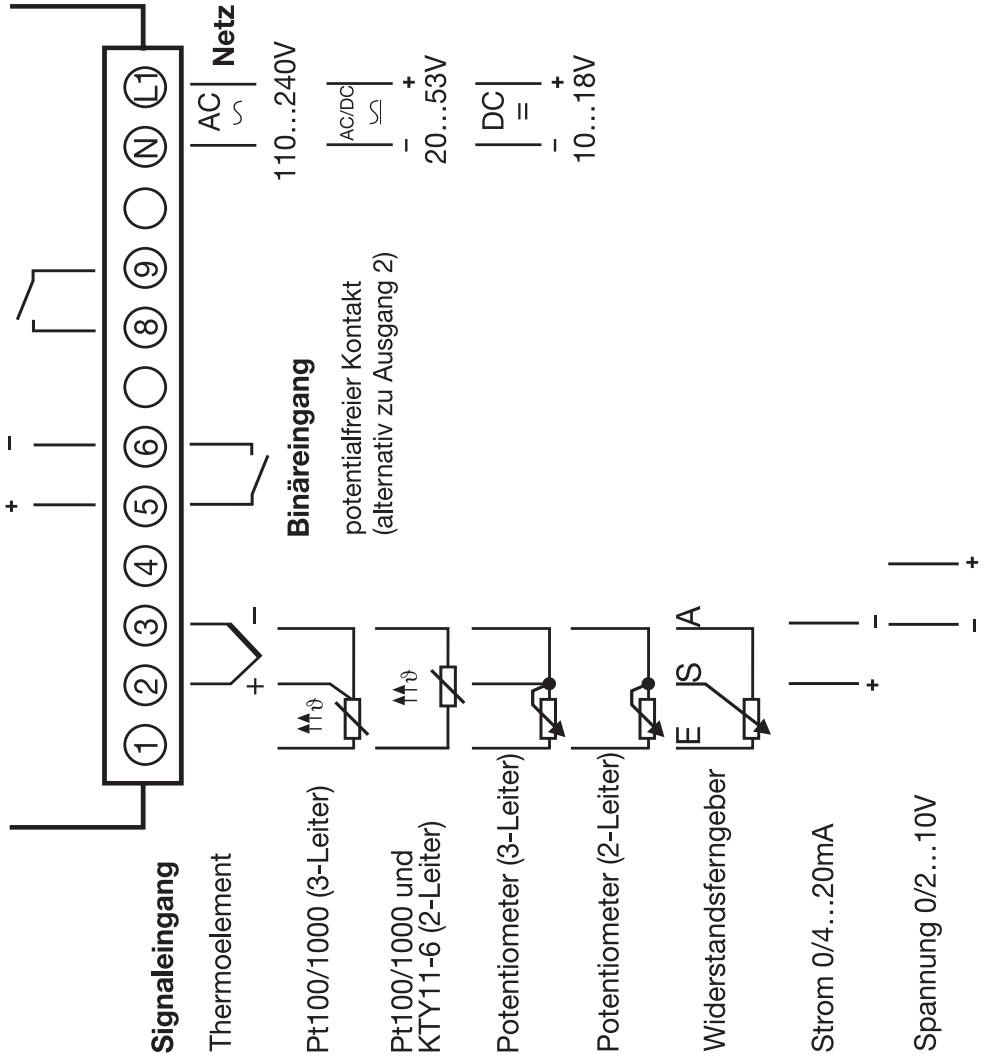 + −
1 2 3 4 5 6 8 9 N L1
Signaleingang
Thermoelement
+ −
Pt100/1000 (3-Leiter)
ϑ
Pt100/1000 und
KTY11-6 (2-Leiter)
ϑ
Potentiometer (3-Leiter)
Potentiometer (2-Leiter)
Widerstandsferngeber
E S A
Strom 0/4...20mA
+ −
Spannung 0/2...10V
− +
Binäreingang
potentialfreier Kontakt
(alternativ zu Ausgang 2)
Netz
AC
110...240V
AC/DC
− +
20...53V
DC
=
− +
10...18V